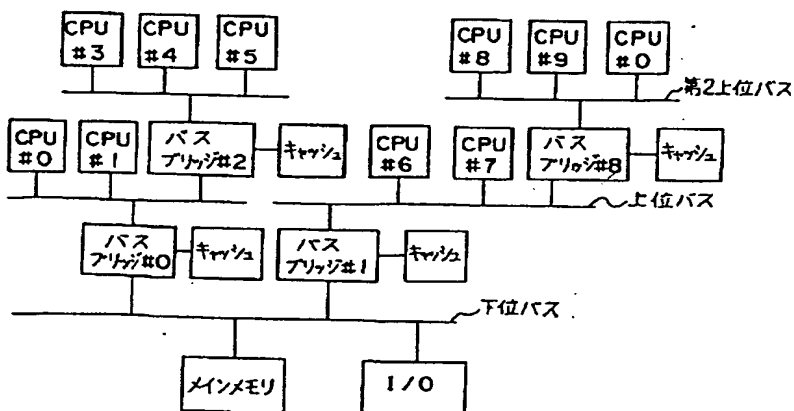 CPU
#3
CPU
#4
CPU
#5
CPU
#8
CPU
#9
CPU
#0
第2上位バス
CPU
#0
CPU
#1
バス
ブリッジ#2
キャッシュ
CPU
#6
CPU
#7
バス
ブリッジ#8
キャッシュ
上位バス
バス
ブリッジ#0
キャッシュ
バス
ブリッジ#1
キャッシュ
下位バス
メインメモリ
I/O